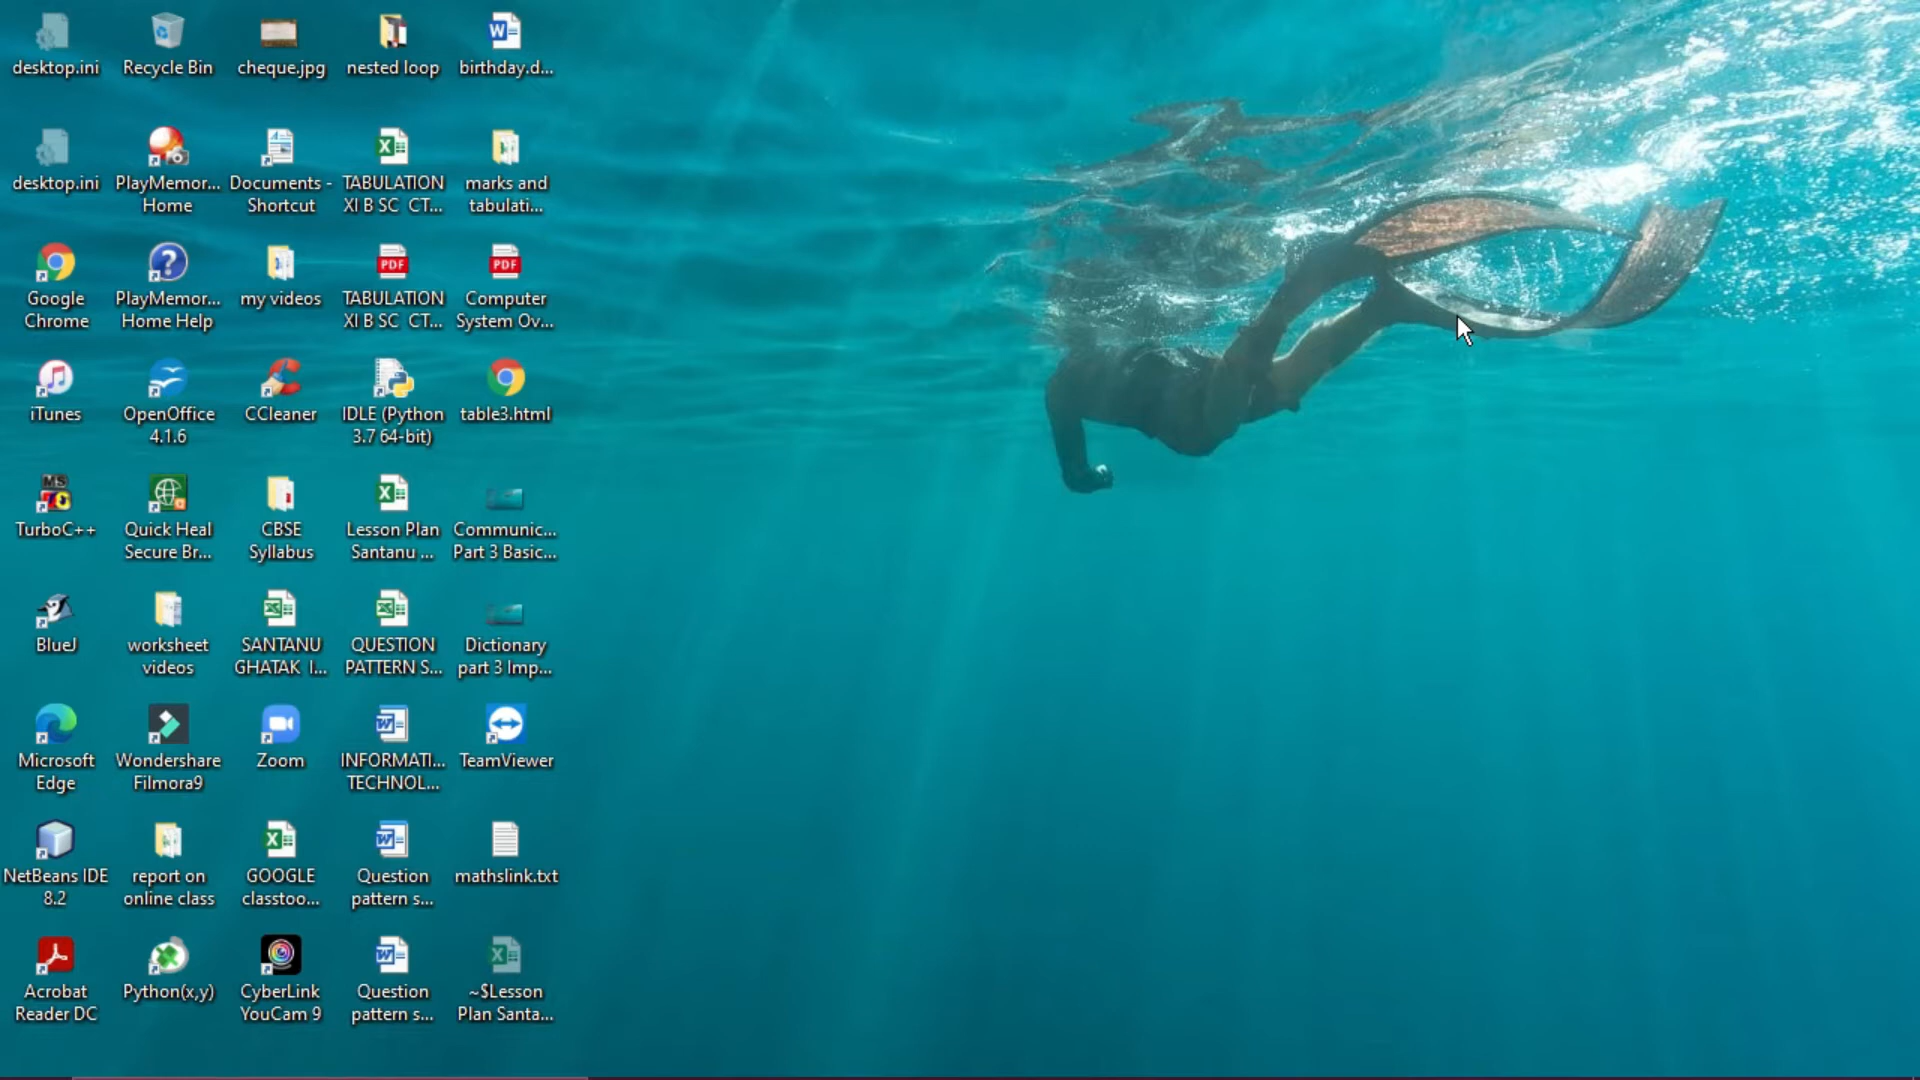 desktop.ini
Recycle Bin
cheque.jpg
nested loop
birthday.d...
desktop.ini
PlayMemor...
Home
Documents -
Shortcut
TABULATION
XI B SC CT...
marks and
tabulati...
Google
Chrome
PlayMemor...
Home Help
my videos
TABULATION
XI B SC CT...
Computer
System Ov...
iTunes
OpenOffice
4.1.6
CCleaner
IDLE (Python
3.7 64-bit)
table3.html
TurboC++
Quick Heal
Secure Br...
CBSE
Syllabus
Lesson Plan
Santanu ...
Communic...
Part 3 Basic...
BlueJ
worksheet
videos
SANTANU
GHATAK I...
QUESTION
PATTERN S...
Dictionary
part 3 Imp...
Microsoft
Edge
Wondershare
Filmora9
Zoom
INFORMATI...
TECHNOL...
TeamViewer
NetBeans IDE
8.2
report on
online class
GOOGLE
classtoo...
Question
pattern s...
mathslink.txt
Acrobat
Reader DC
Python(x,y)
CyberLink
YouCam 9
Question
pattern s...
~$Lesson
Plan Santa...